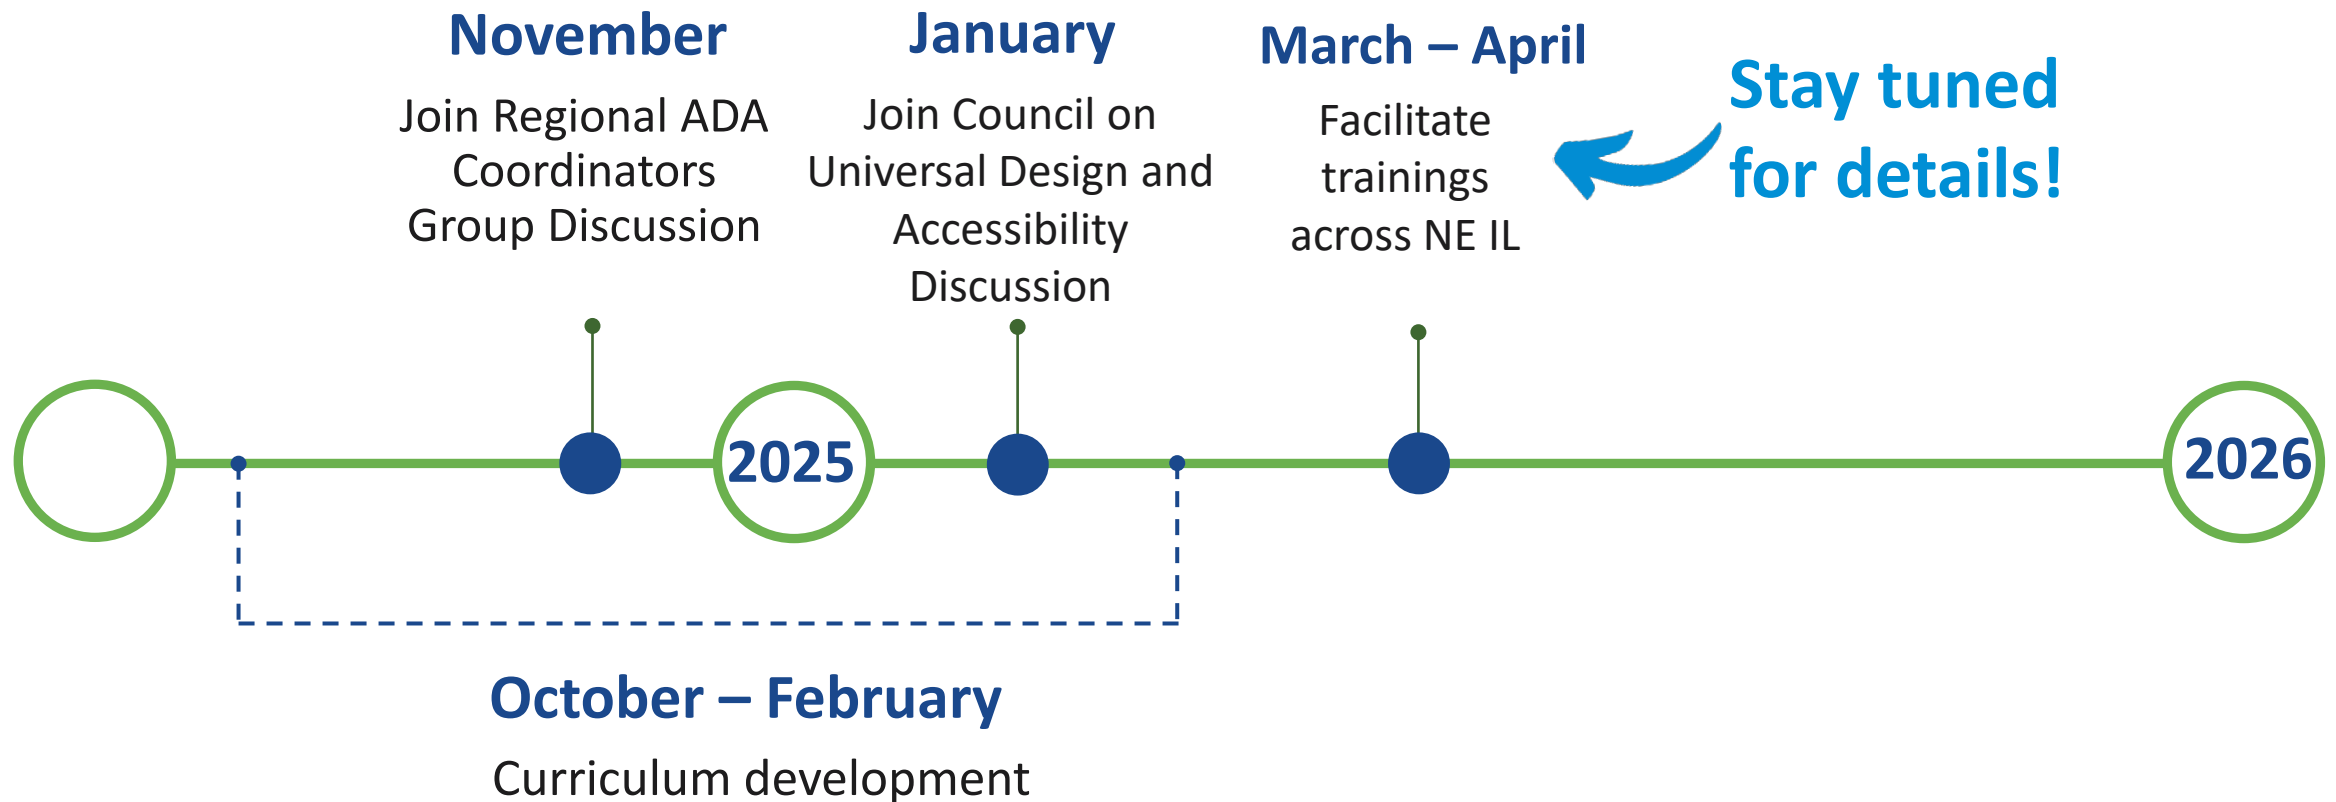 November
Join Regional ADA
Coordinators
Group Discussion
January
Join Council on
Universal Design and
Accessibility
Discussion
March – April
Facilitate
trainings
across NE IL
Stay tuned
for details!
2025
2026
October – February
Curriculum development